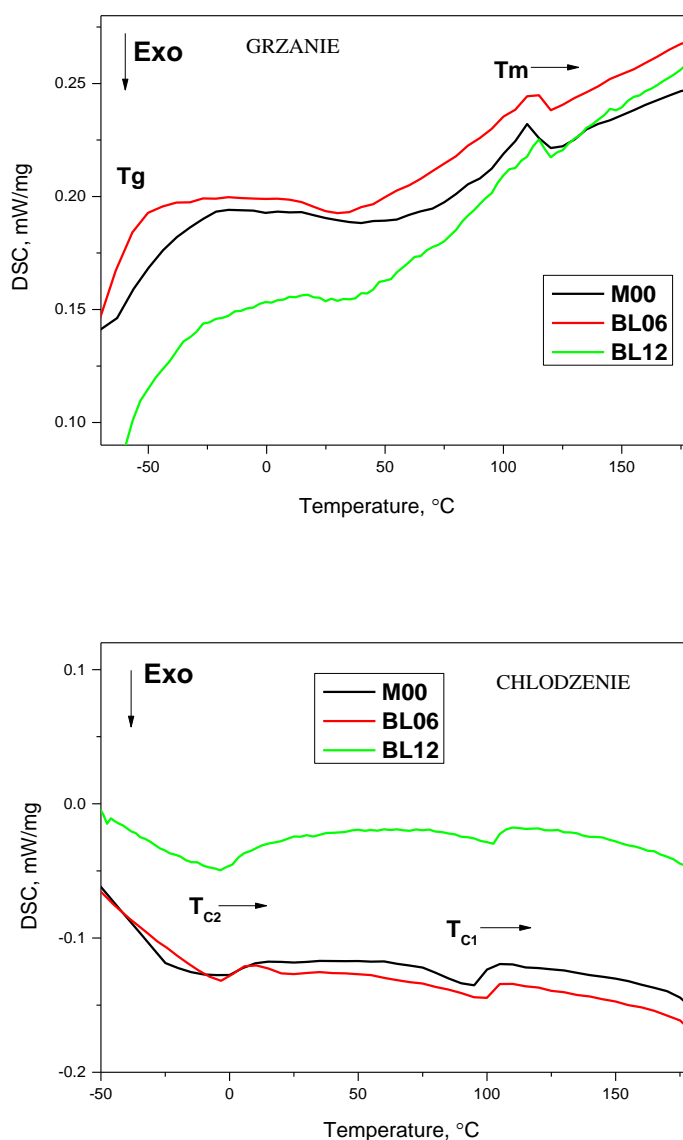 Exo
GRZANIE
Tm
Tg
0.25
0.20
0.15
0.10
DSC, mW/mg
M00
BL06
BL12
-50 0 50 100 150
Temperature, °C
Exo
CHLODZENIE
M00
BL06
BL12
0.1
0.0
-0.1
-0.2
DSC, mW/mg
T_C2
T_C1
-50 0 50 100 150
Temperature, °C